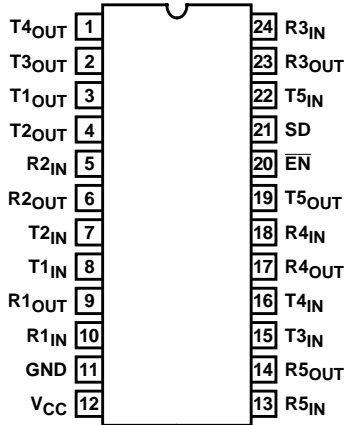 T4OUT 1 24 R3IN
T3OUT 2 23 R3OUT
T1OUT 3 22 T5IN
T2OUT 4 21 SD
R2IN 5 20 E̅N̅
R2OUT 6 19 T5OUT
T2IN 7 18 R4IN
T1IN 8 17 R4OUT
R1OUT 9 16 T4IN
R1IN 10 15 T3IN
GND 11 14 R5OUT
VCC 12 13 R5IN